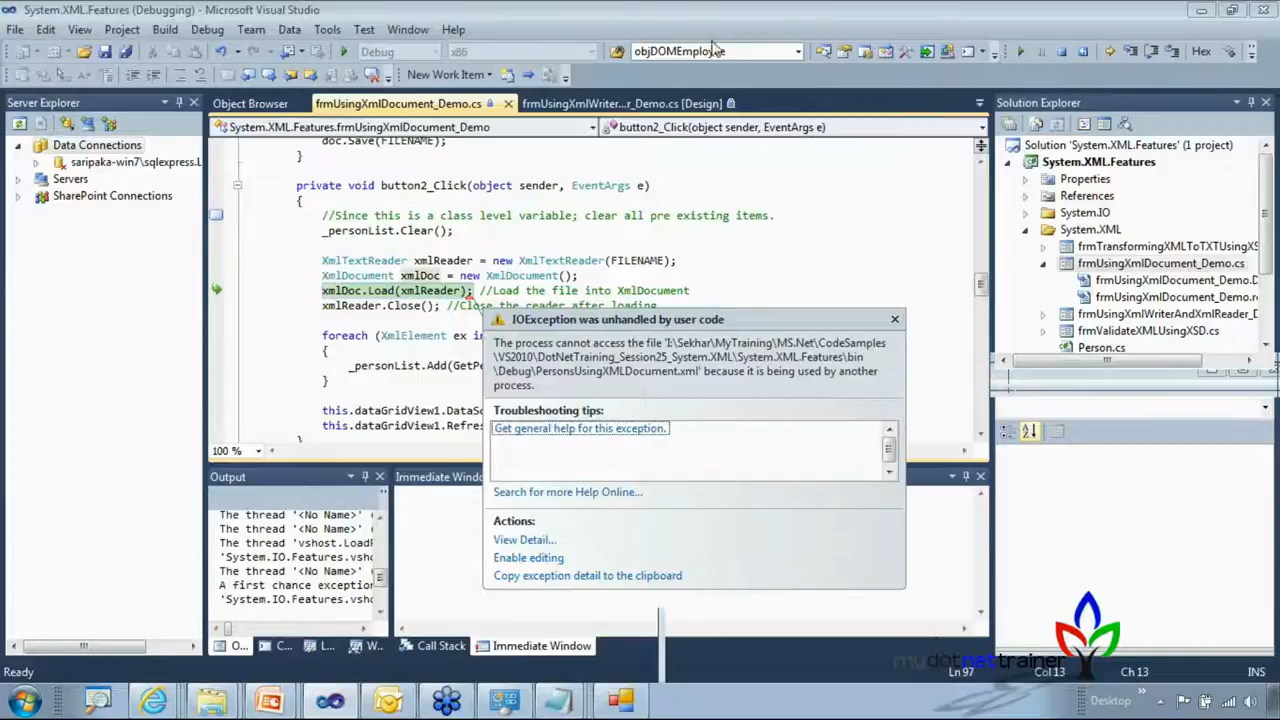 System.XML.Features (Debugging) - Microsoft Visual Studio
File Edit View Project Build Debug Team Data Tools Test Window Help
Debug x86 objDOMEmployee Hex
New Work Item
Server Explorer
Object Browser frmUsingXmlDocument_Demo.cs frmUsingXmlWriter...r_Demo.cs [Design]
Solution Explorer
System.XML.Features.frmUsingXmlDocument_Demo button2_Click(object sender, EventArgs e)
Data Connections
saripaka-win7\sqlexpress.l
Servers
SharePoint Connections
doc.Save(FILENAME);
}
private void button2_Click(object sender, EventArgs e)
{
//Since this is a class level variable; clear all pre existing items.
_personList.Clear();
XmlTextReader xmlReader = new XmlTextReader(FILENAME);
XmlDocument xmlDoc = new XmlDocument();
xmlDoc.Load(xmlReader); //Load the file into XmlDocument
xmlReader.Close(); //Close the reader after loading
foreach (XmlElement ex in
{
_personList.Add(GetPe
}
this.dataGridView1.DataSo
this.dataGridView1.Refres
100 %
IOException was unhandled by user code
The process cannot access the file 'I:\Sekhar\MyTraining\MS.Net\CodeSamples
\VS2010\DotNetTraining_Session25_System.XML\System.XML.Features\bin
\Debug\PersonsUsingXMLDocument.xml' because it is being used by another
process.
Troubleshooting tips:
Get general help for this exception.
Search for more Help Online...
Actions:
View Detail...
Enable editing
Copy exception detail to the clipboard
Solution 'System.XML.Features' (1 project)
System.XML.Features
Properties
References
System.IO
System.XML
frmTransformingXMLToTXTUsingXS
frmUsingXmlDocument_Demo.cs
frmUsingXmlDocument_Demo.D
frmUsingXmlDocument_Demo.re
frmUsingXmlWriterAndXmlReader_D
frmValidateXMLUsingXSD.cs
Person.cs
Output
The thread '<No Name>'
The thread '<No Name>'
The thread 'vshost.LoadR
'System.IO.Features.vsho
The thread '<No Name>'
A first chance exception
'System.IO.Features.vsho
Immediate Windo
O... C... L... W... Call Stack Immediate Window
Ready Ln97 Col 13 Ch 13 INS
mydotnettrainer
Desktop